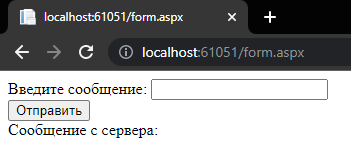 localhost:61051/form.aspx
localhost:61051/form.aspx
Введите сообщение:
Отправить
Сообщение с сервера: